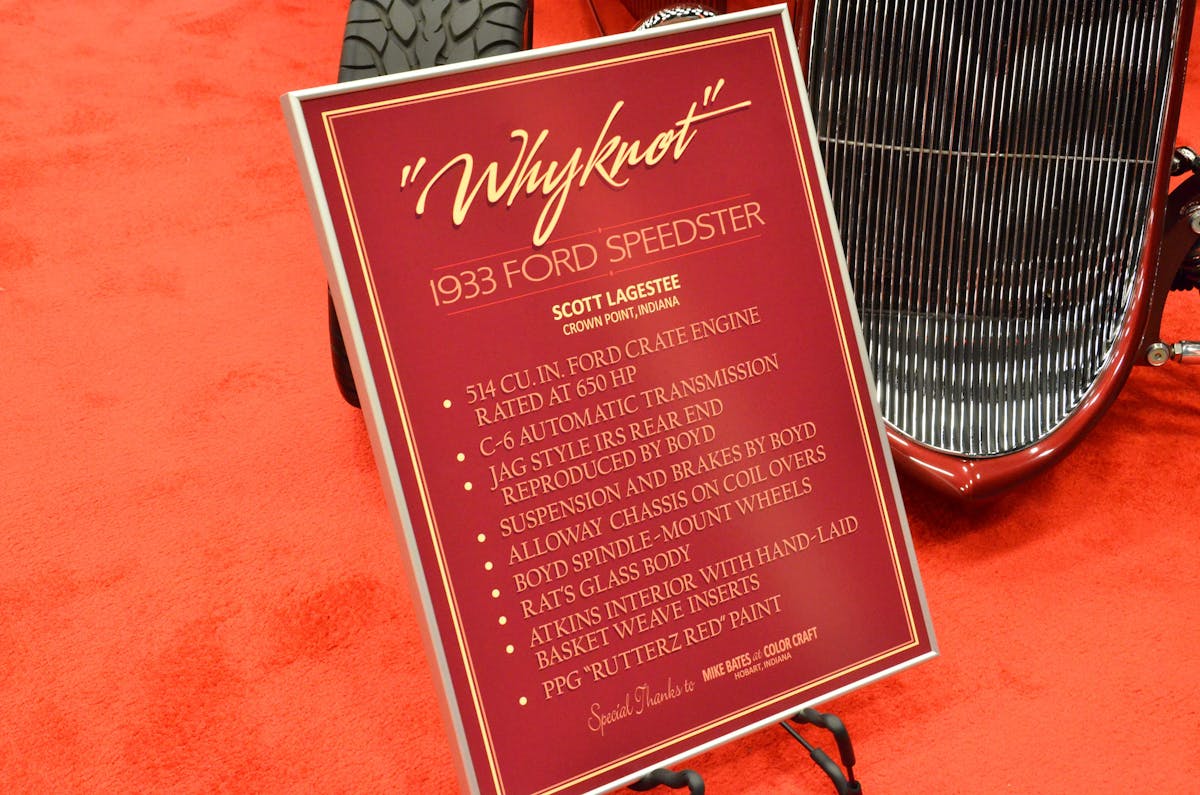 "Whyknot"
1933 FORD SPEEDSTER
SCOTT LAGESTEE
CROWN POINT, INDIANA
• 514 CU. IN. FORD CRATE ENGINE
RATED AT 650 HP
• C-6 AUTOMATIC TRANSMISSION
• JAG STYLE IRS REAR END
REPRODUCED BY BOYD
• SUSPENSION AND BRAKES BY BOYD
• ALLOWAY CHASSIS ON COIL OVERS
• BOYD SPINDLE-MOUNT WHEELS
• RAT'S GLASS BODY
• ATKINS INTERIOR WITH HAND-LAID
BASKET WEAVE INSERTS
• PPG "RUTTERZ RED" PAINT
Special Thanks to MIKE BATES at COLOR CRAFT
HOBART, INDIANA